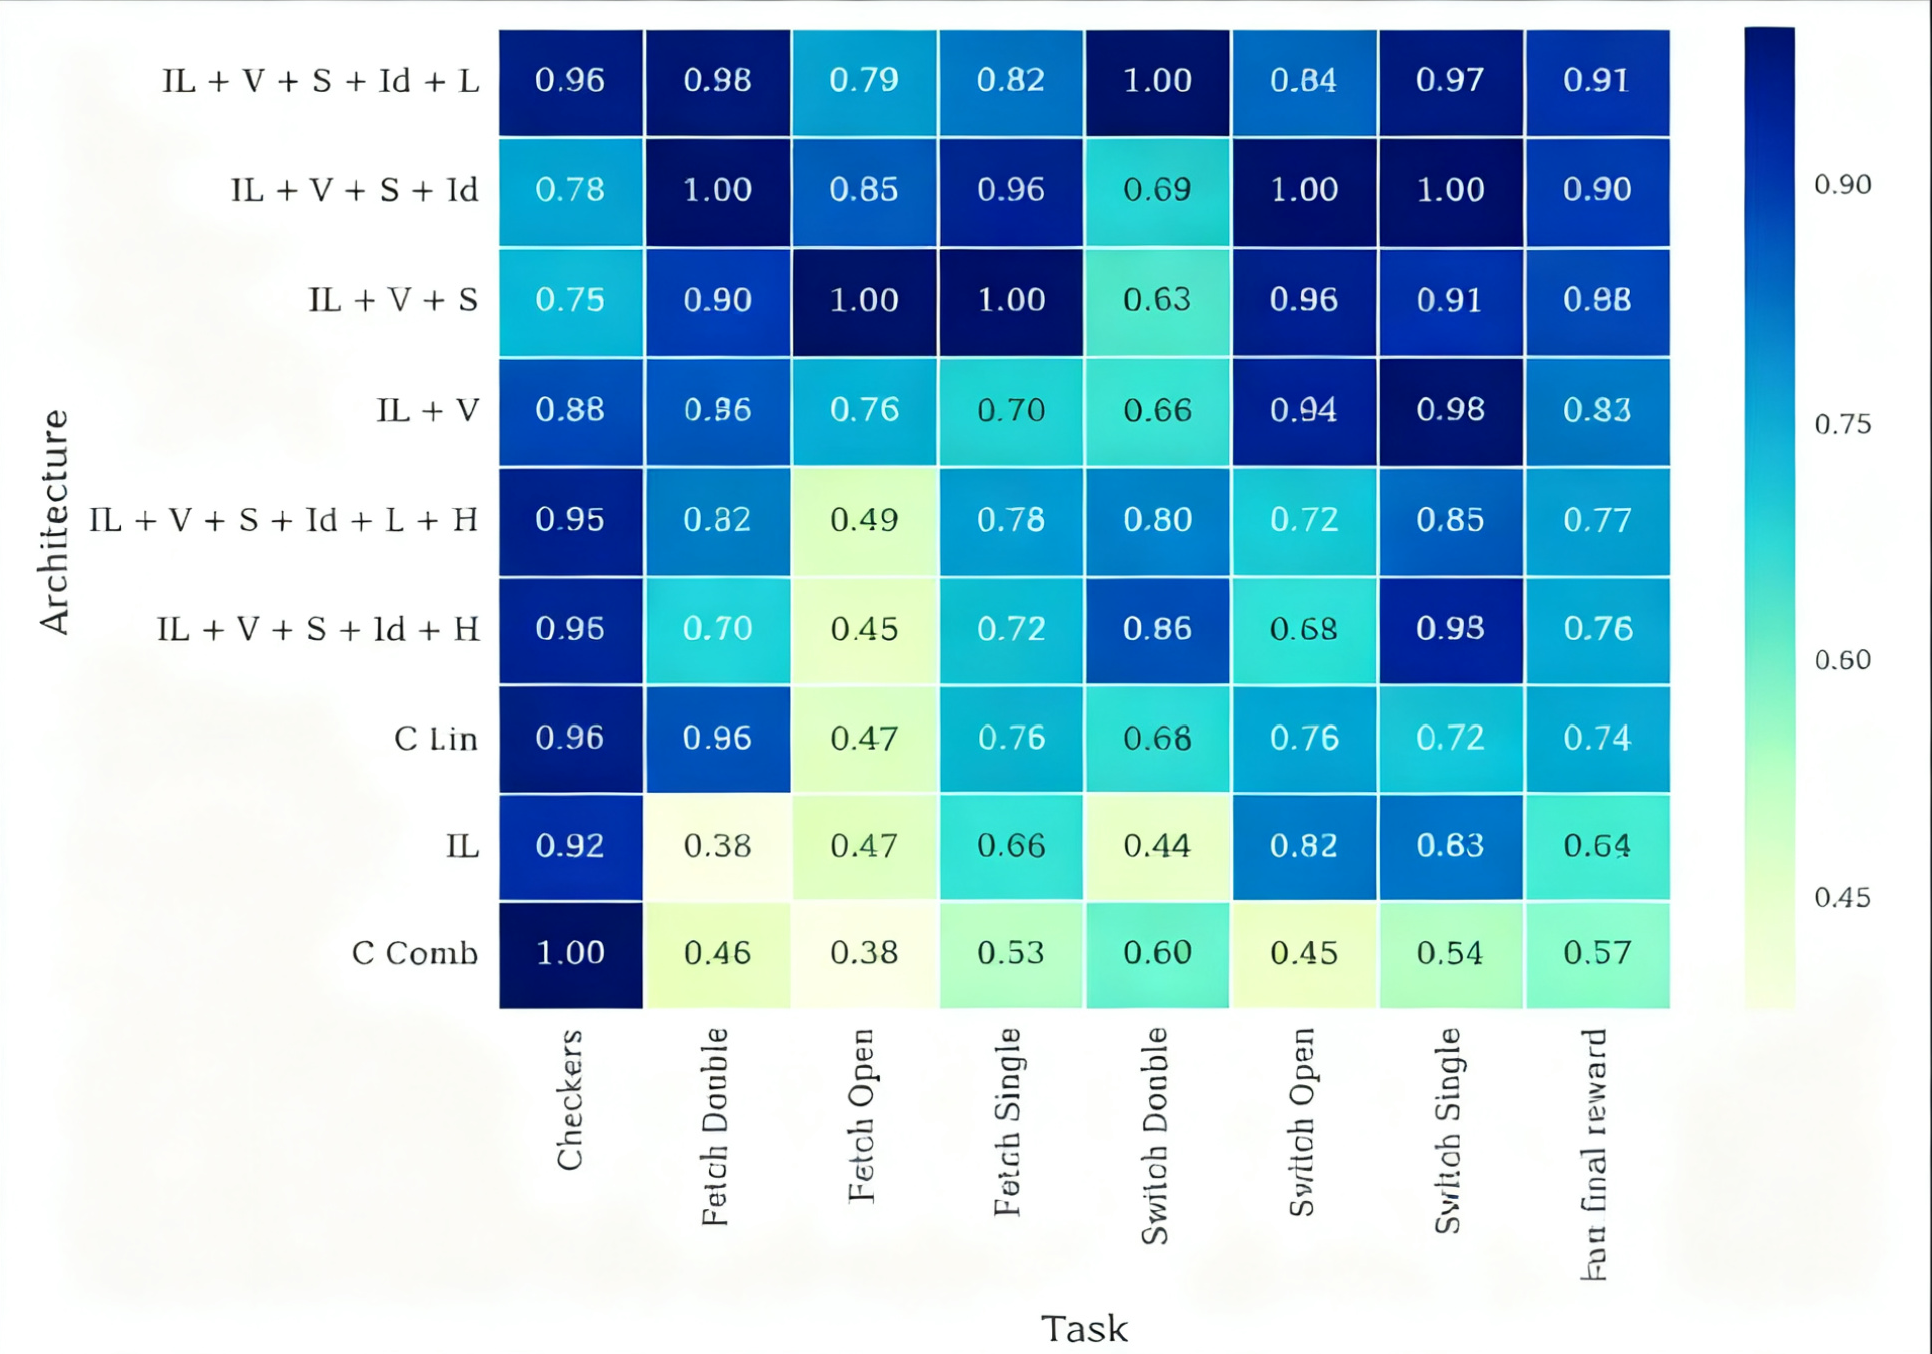 IL + V + S + Id + L 0.96 0.98 0.79 0.82 1.00 0.84 0.97 0.91
IL + V + S + Id 0.78 1.00 0.85 0.96 0.69 1.00 1.00 0.90
IL + V + S 0.75 0.90 1.00 1.00 0.63 0.96 0.91 0.88
IL + V 0.88 0.76 0.70 0.66 0.94 0.98 0.83
IL + V + S + Id + L + H 0.95 0.82 0.49 0.78 0.80 0.72 0.85 0.77
IL + V + S + Id + H 0.96 0.70 0.45 0.72 0.86 0.68 0.76
C Lin 0.96 0.96 0.47 0.76 0.68 0.76 0.72 0.74
IL 0.92 0.38 0.47 0.66 0.44 0.82 0.83 0.64
C Comb 1.00 0.46 0.38 0.53 0.60 0.45 0.54 0.57
Architecture
Checkers
Fetch Double
Fetch Open
Fetch Single
Switch Double
Switch Open
Switch Single
final reward
Task
0.90
0.75
0.60
0.45